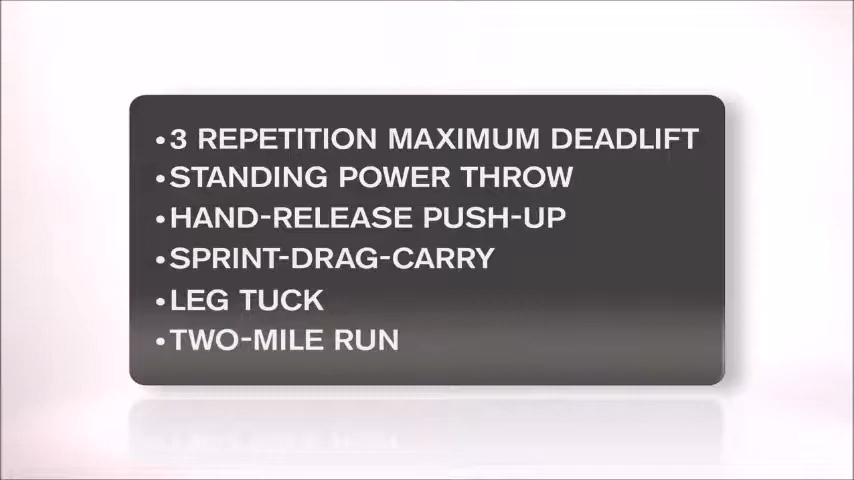 •3 REPETITION MAXIMUM DEADLIFT
•STANDING POWER THROW
•HAND-RELEASE PUSH-UP
•SPRINT-DRAG-CARRY
•LEG TUCK
•TWO-MILE RUN